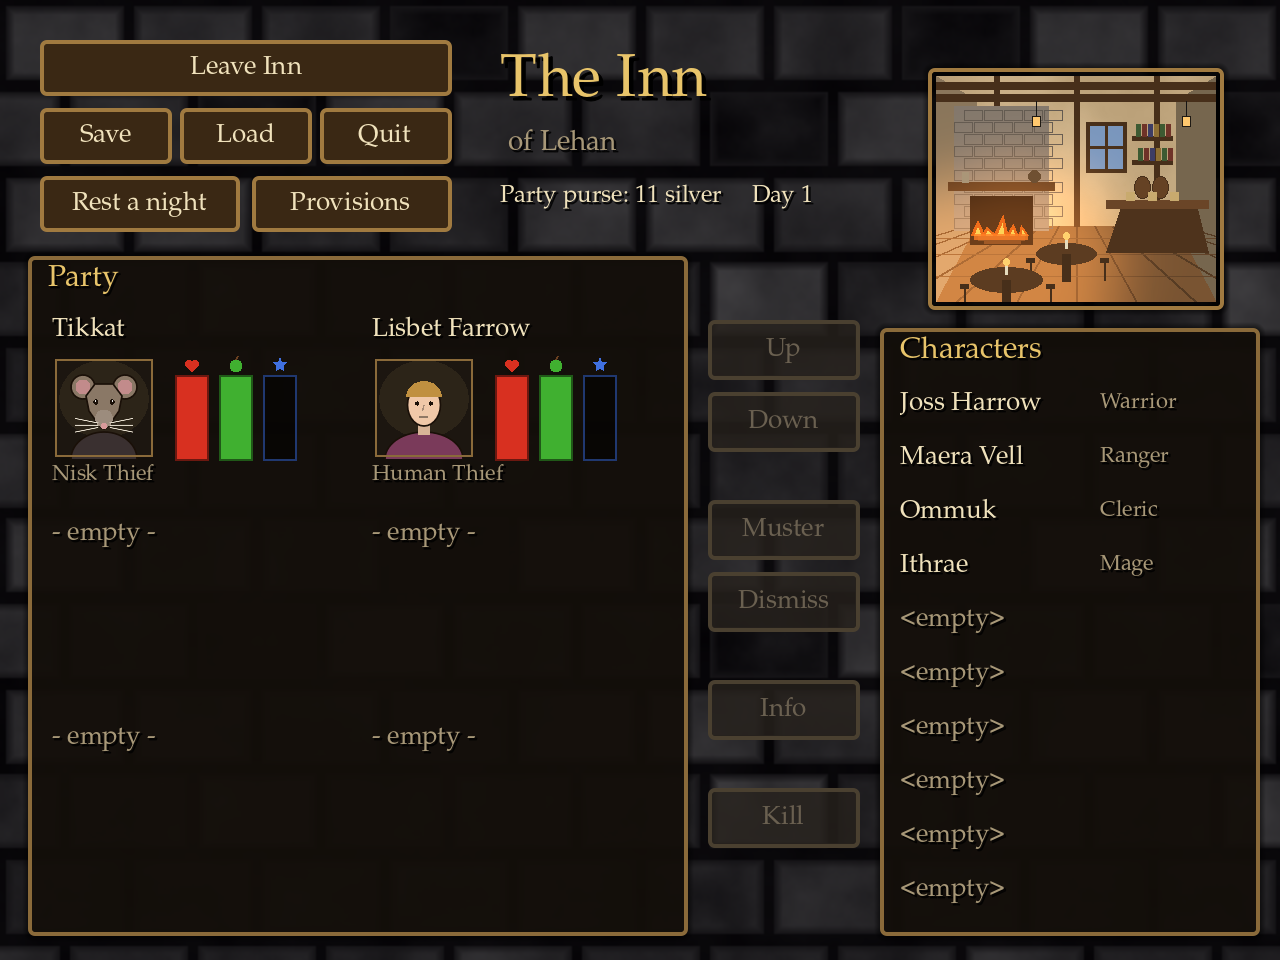 Leave Inn
Save Load Quit
Rest a night Provisions
The Inn
of Lehan
Party purse: 11 silver Day 1
Party
Tikkat Lisbet Farrow
Nisk Thief Human Thief
- empty - - empty -
- empty - - empty -
Up
Down
Muster
Dismiss
Info
Kill
Characters
Joss Harrow Warrior
Maera Vell Ranger
Ommuk Cleric
Ithrae Mage
<empty>
<empty>
<empty>
<empty>
<empty>
<empty>